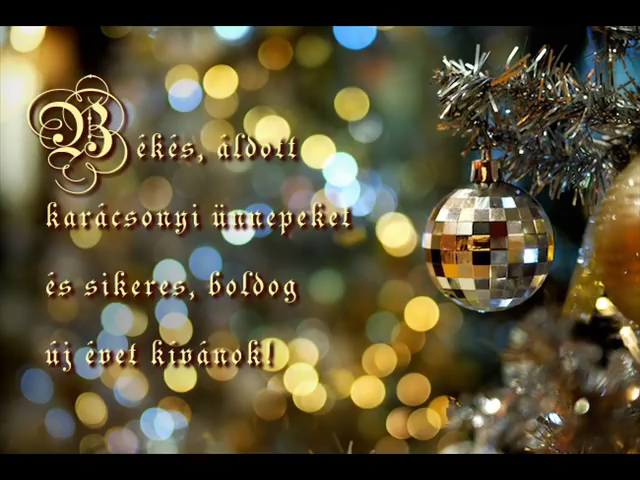 Békés, áldott
karácsonyi ünnepeket
és sikeres, boldog
új évet kívánok!